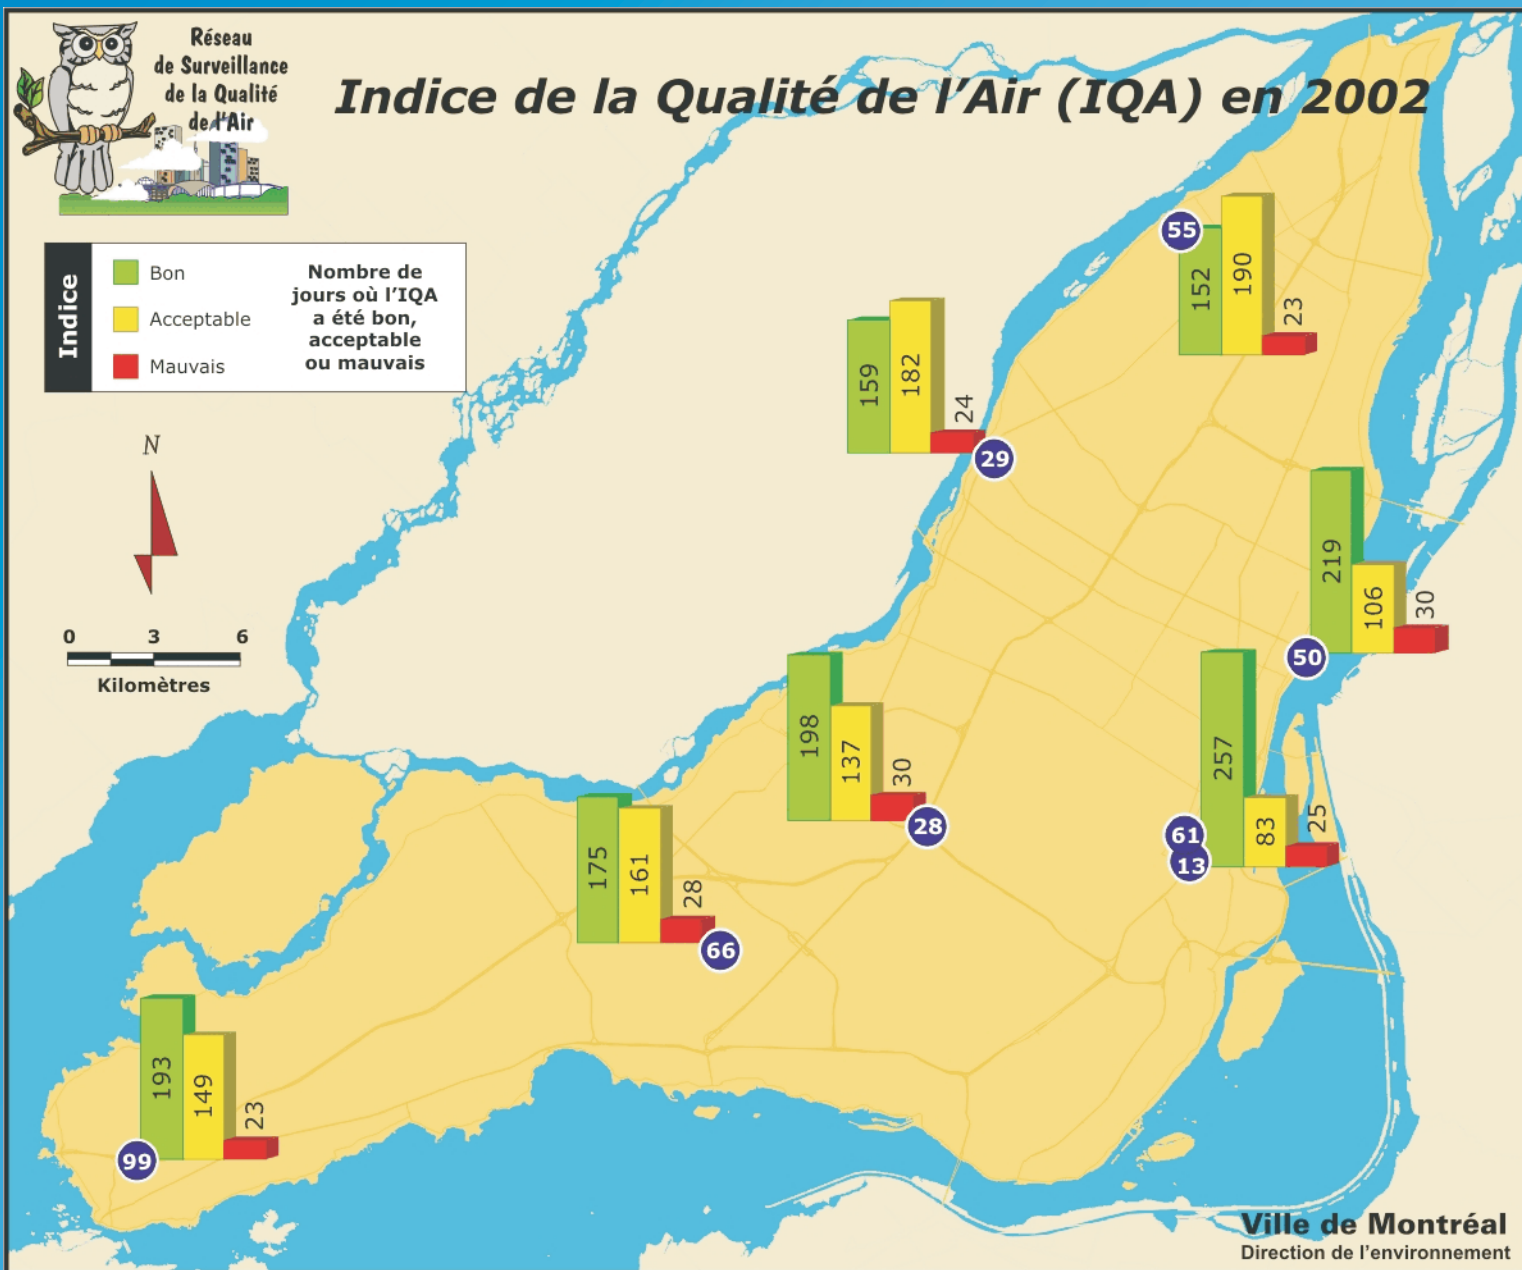 Réseau
de Surveillance
de la Qualité
de l'Air
Indice de la Qualité de l'Air (IQA) en 2002
Indice
Bon
Acceptable
Mauvais
Nombre de
jours où l'IQA
a été bon,
acceptable
ou mauvais
N
0 3 6
Kilomètres
55
152
190
23
159
182
24
29
219
106
30
50
257
83
25
61
13
198
137
30
28
175
161
28
66
193
149
23
99
Ville de Montréal
Direction de l'environnement